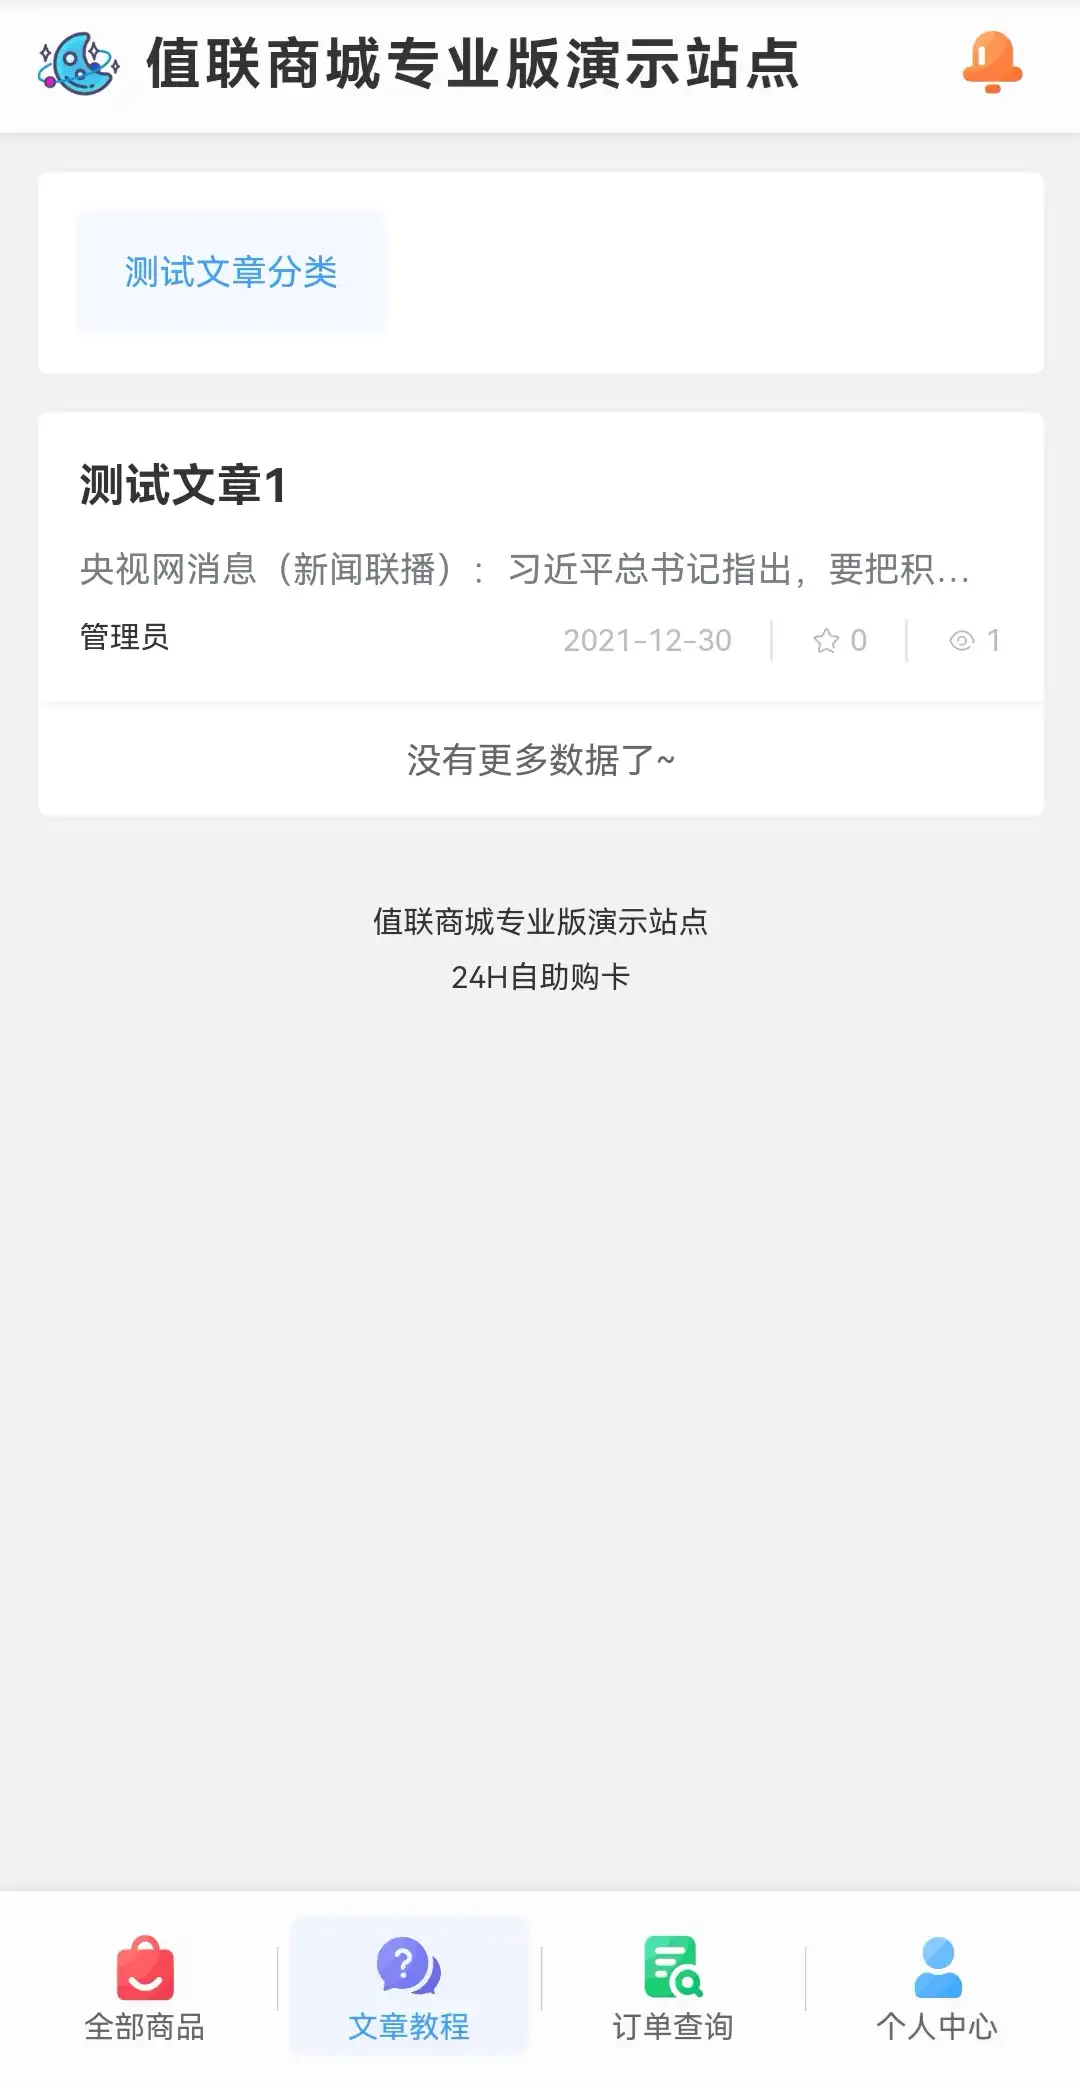 值联商城专业版演示站点
测试文章分类
测试文章1
央视网消息（新闻联播）：习近平总书记指出，要把积...
管理员 2021-12-30 0 1
没有更多数据了~
值联商城专业版演示站点
24H自助购卡
全部商品 文章教程 订单查询 个人中心